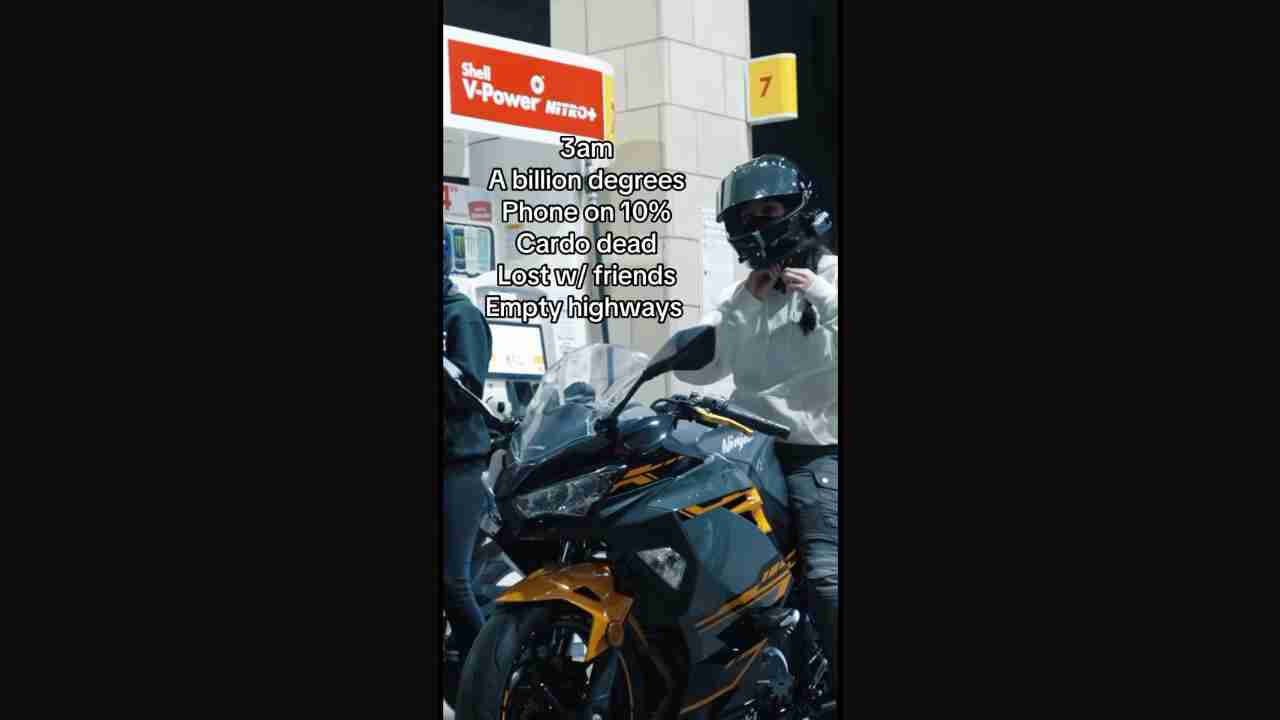 Shell
V-Power NiTRO+
7
3am
A billion degrees
Phone on 10%
Cardo dead
Lost w/ friends
Empty highways
Ninja